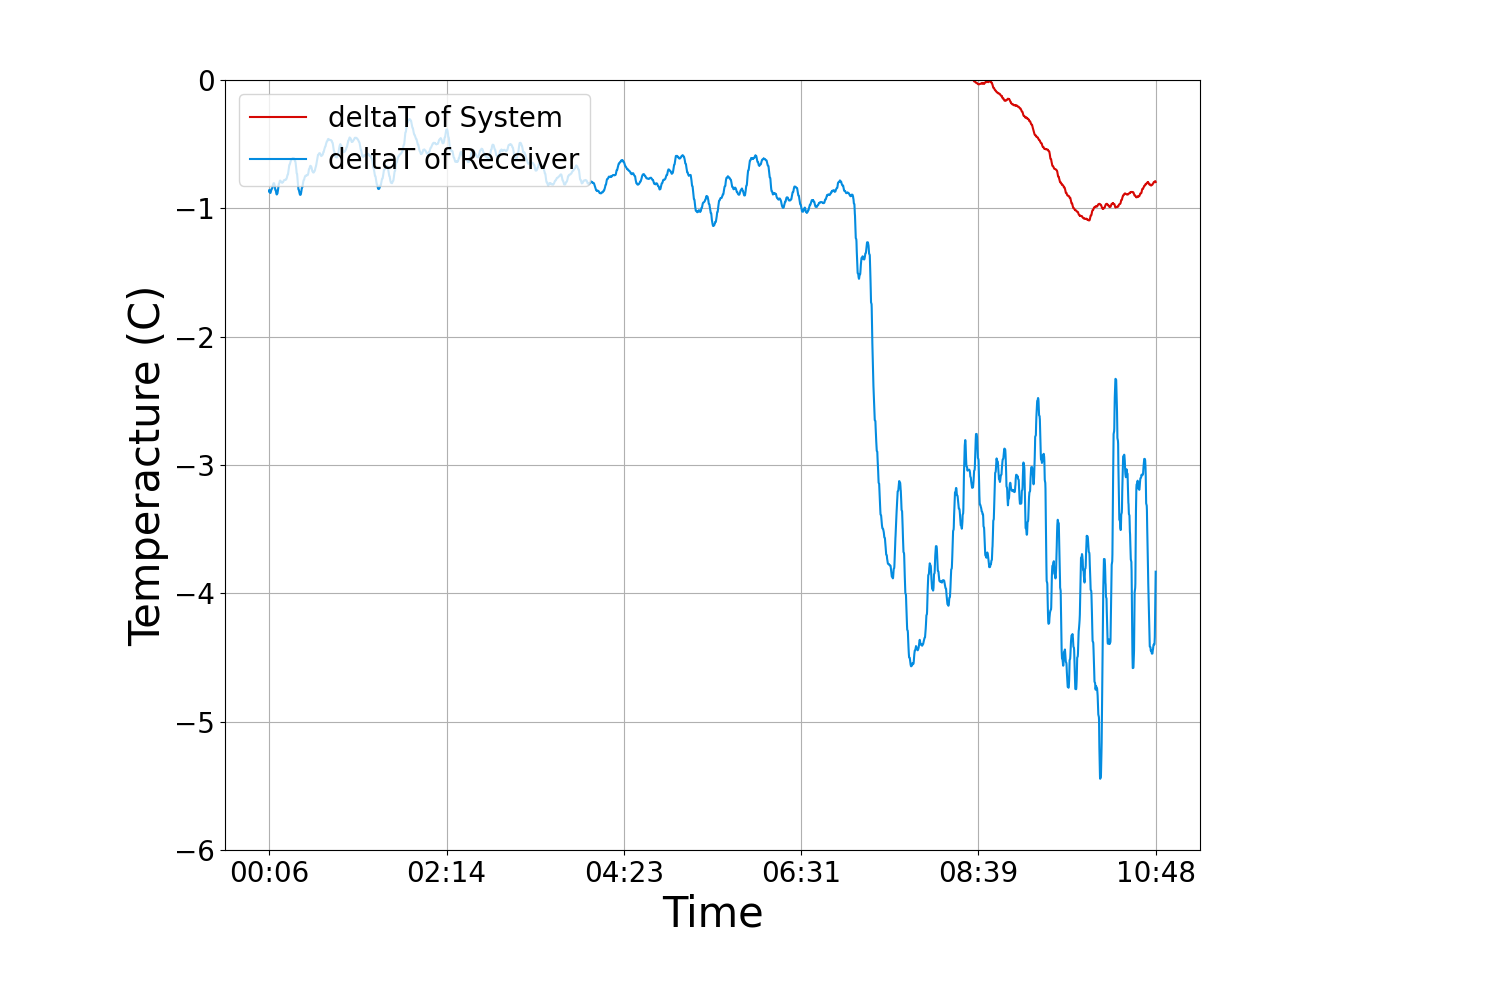 0
−1
−2
−3
−4
−5
−6
Temperacture (C)
deltaT of System
deltaT of Receiver
00:06 02:14 04:23 06:31 08:39 10:48
Time